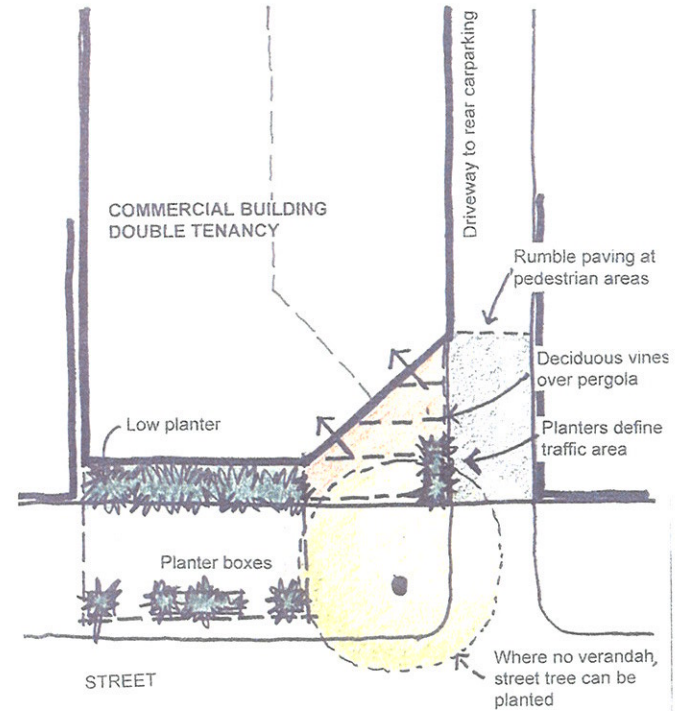 Driveway to rear carparking
COMMERCIAL BUILDING
DOUBLE TENANCY
Rumble paving at
pedestrian areas
Deciduous vines
over pergola
Low planter
Planters define
traffic area
Planter boxes
Where no verandah,
street tree can be
planted
STREET